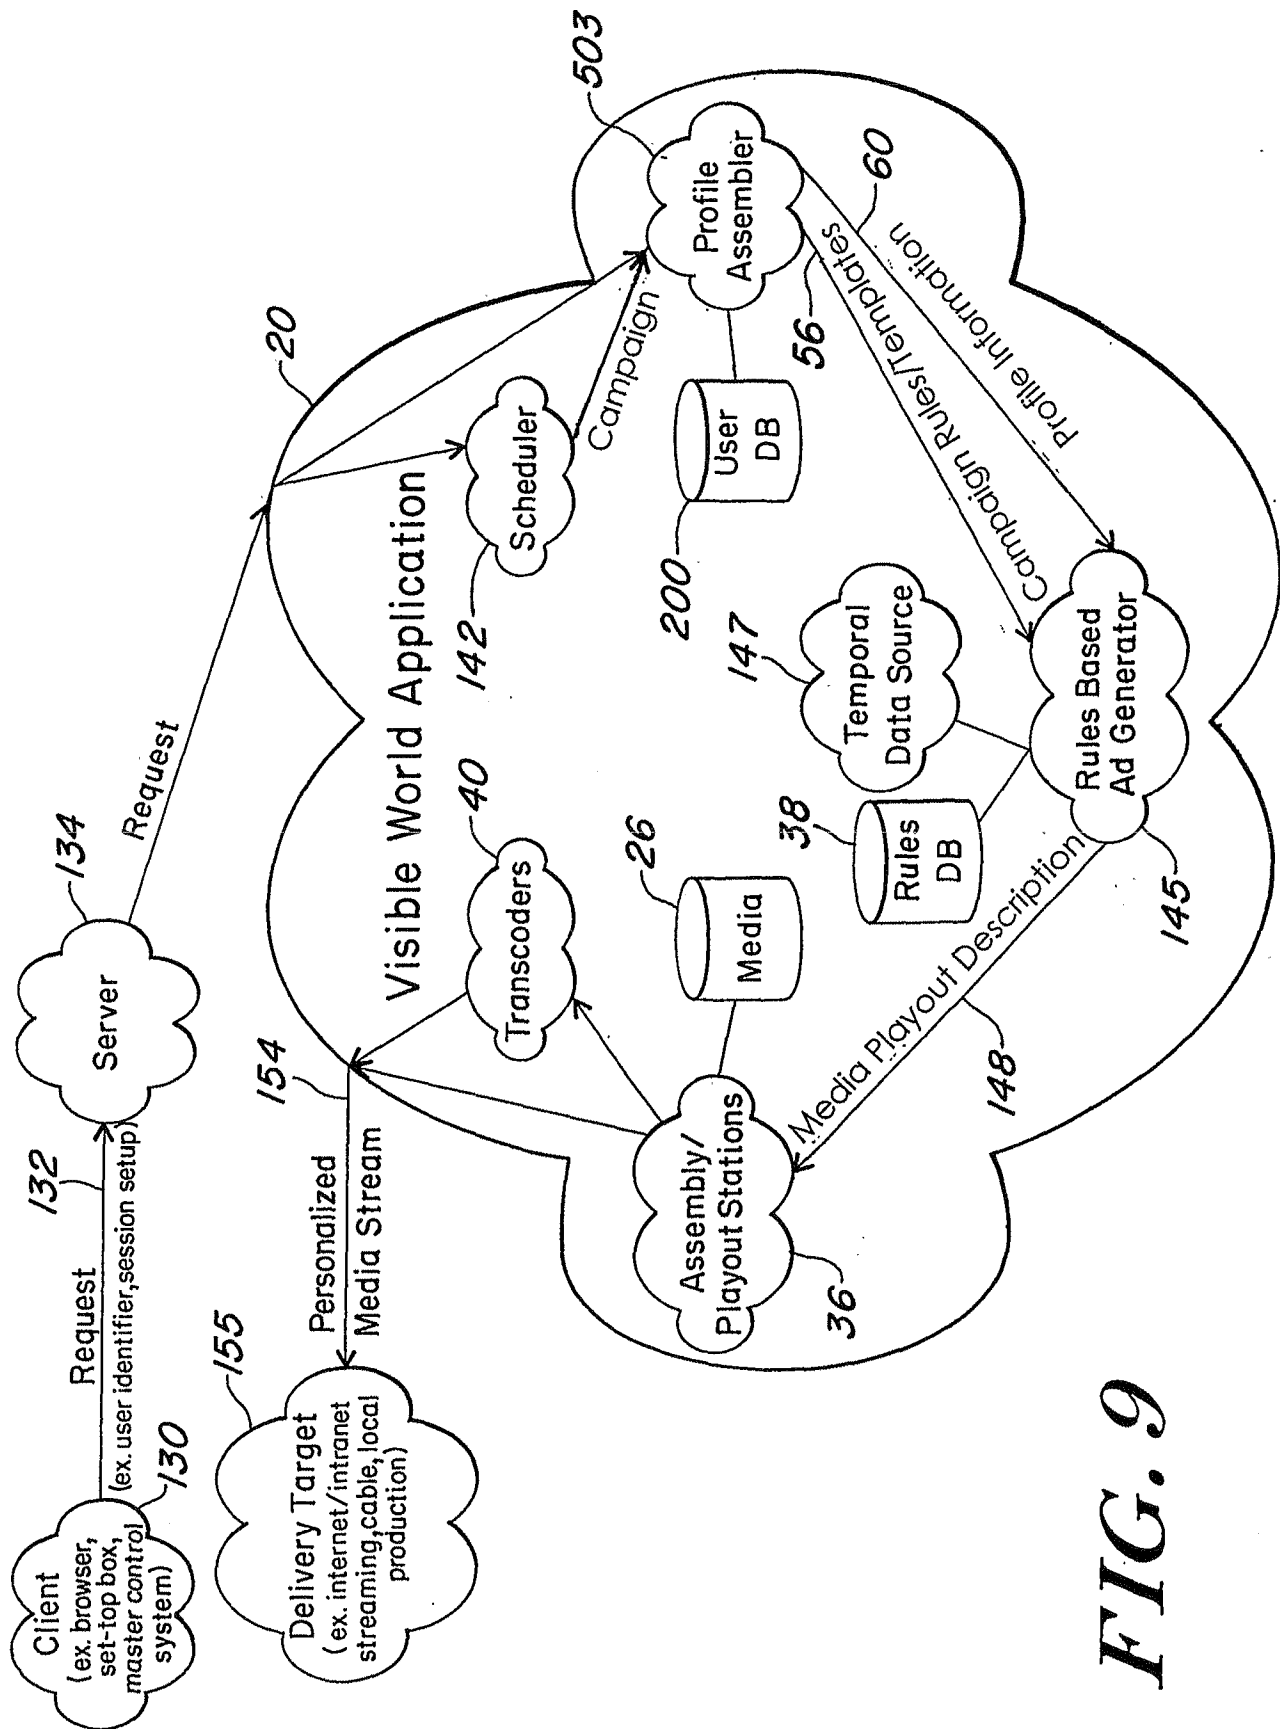 Client
(ex. browser,
set-top box,
master control
system)
130
Request
(ex. user identifier, session setup)
132
Server
134
Request
20
Delivery Target
(ex. internet/intranet
streaming, cable, local
production)
155
Personalized
Media Stream
154
Visible World Application
Transcoders
40
Scheduler
142
Campaign
Profile
Assembler
503
User
DB
200
Media
26
Assembly/
Playout Stations
36
Media Playout Description
148
Rules
DB
38
Temporal
Data Source
147
Campaign Rules/Templates
56
Profile Information
60
Rules Based
Ad Generator
145
FIG. 9